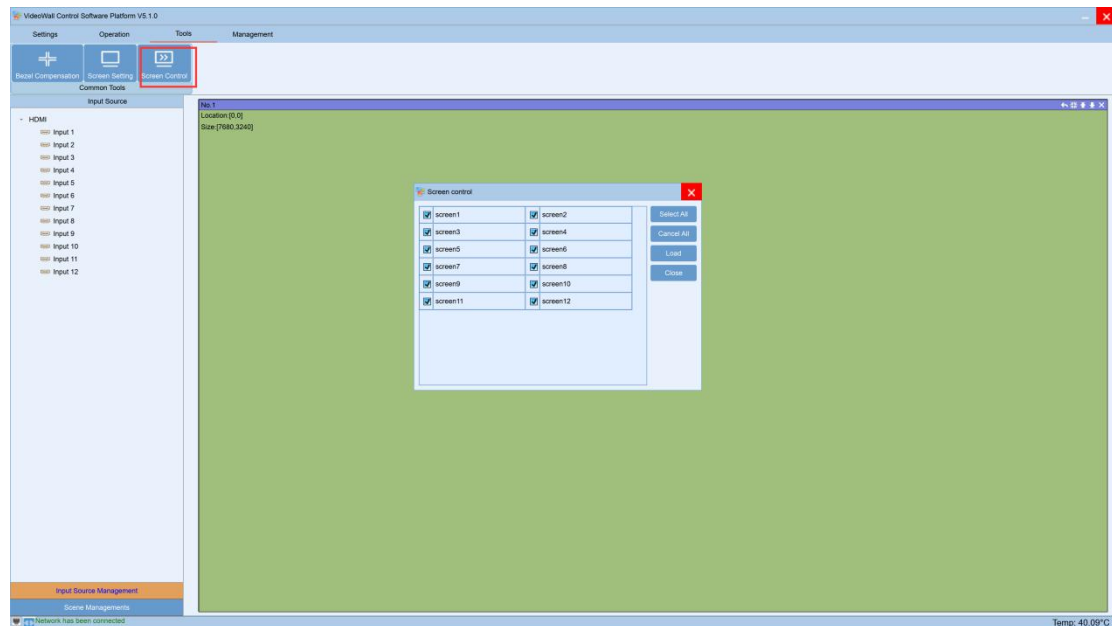 VideoWall Control Software Platform V5.1.0
Settings Operation Tools Management
Bezel Compensation Screen Setting Screen Control
Common Tools
Input Source
- HDMI
Input 1
Input 2
Input 3
Input 4
Input 5
Input 6
Input 7
Input 8
Input 9
Input 10
Input 11
Input 12
Input Source Management
Scene Managements
No.1
Location:[0,0]
Size:[7680,3240]
Screen control
screen1 screen2
screen3 screen4
screen5 screen6
screen7 screen8
screen9 screen10
screen11 screen12
Select All
Cancel All
Load
Close
Network has been connected
Temp: 40.09°C